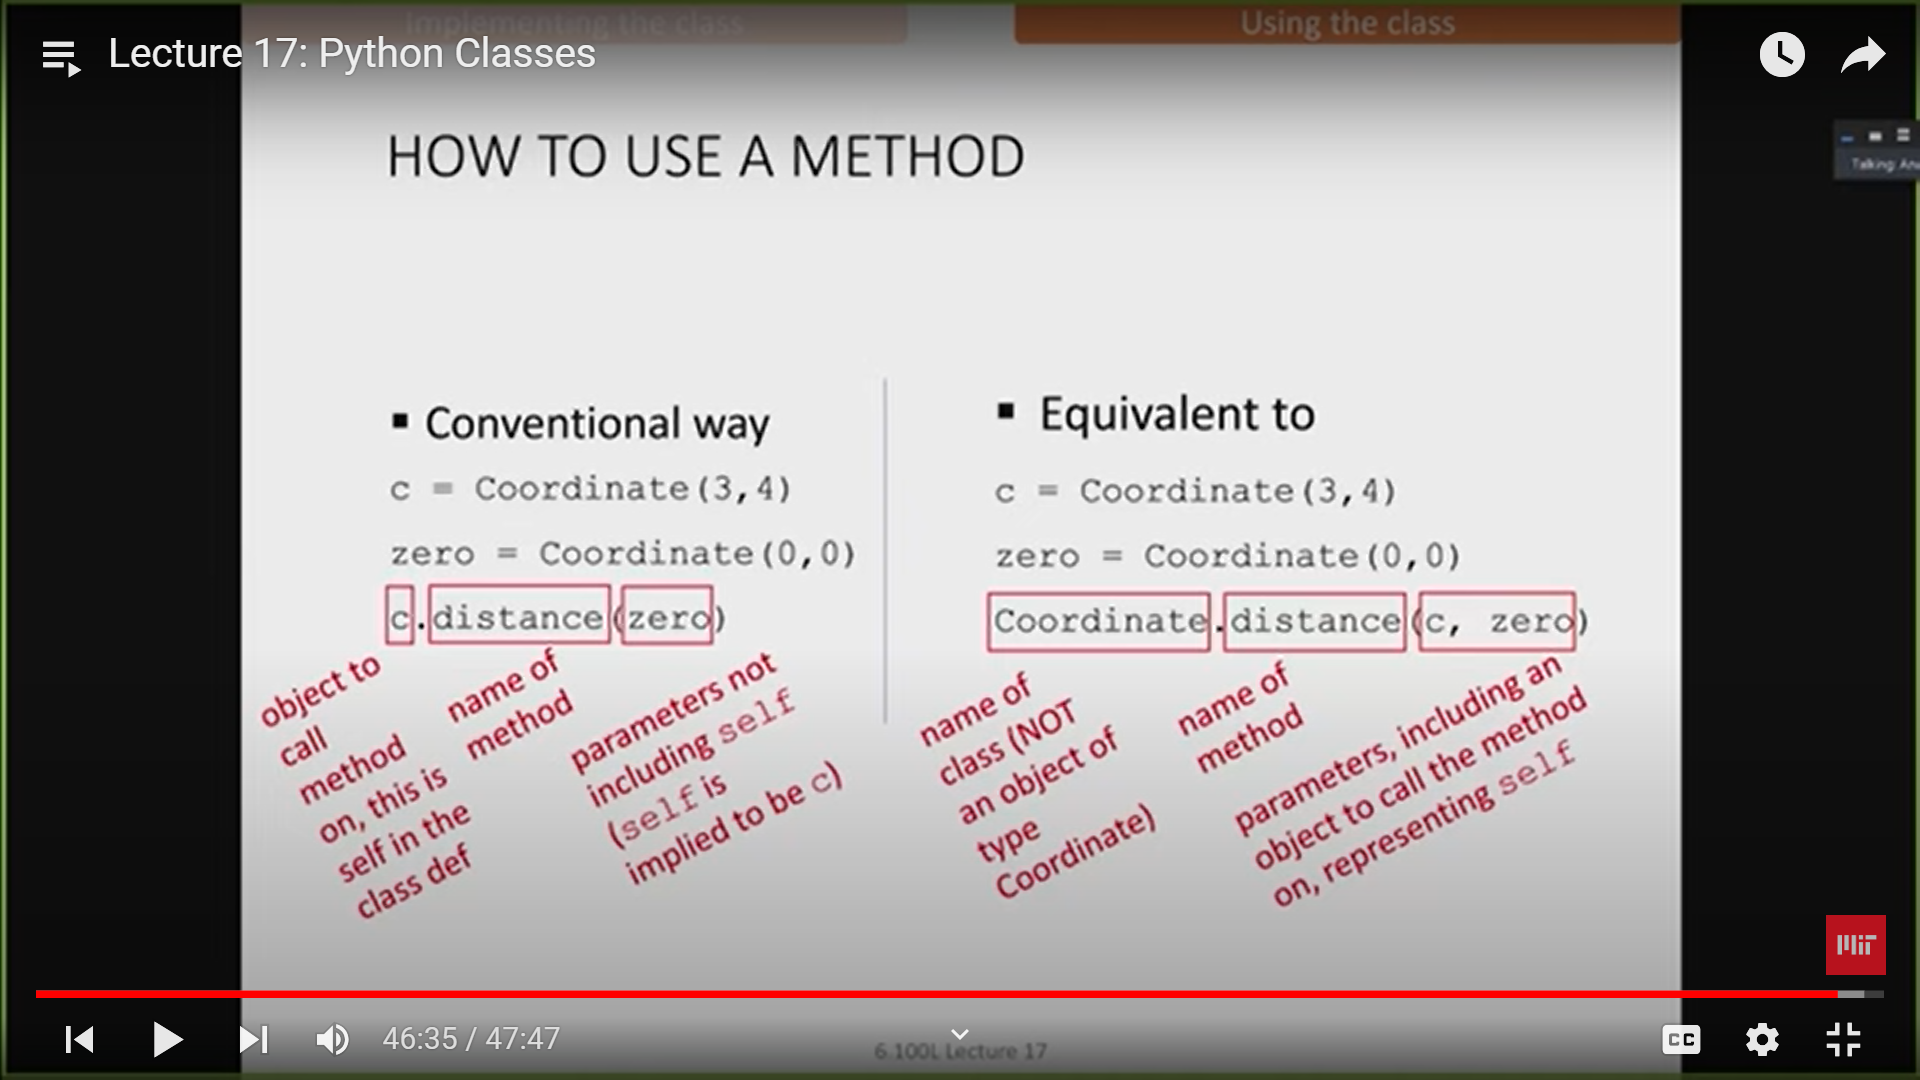 Implementing the class
Using the class
Lecture 17: Python Classes
Talking:
HOW TO USE A METHOD
▪ Conventional way
c = Coordinate(3,4)
zero = Coordinate(0,0)
c.distance(zero)
object to
call
method
on, this is
self in the
class def
name of
method
parameters not
including self
(self is
implied to be c)
▪ Equivalent to
c = Coordinate(3,4)
zero = Coordinate(0,0)
Coordinate.distance(c, zero)
name of
class (NOT
an object of
type
Coordinate)
name of
method
parameters, including an
object to call the method
on, representing self
MIT
46:35 / 47:47
6.100L Lecture 17
CC